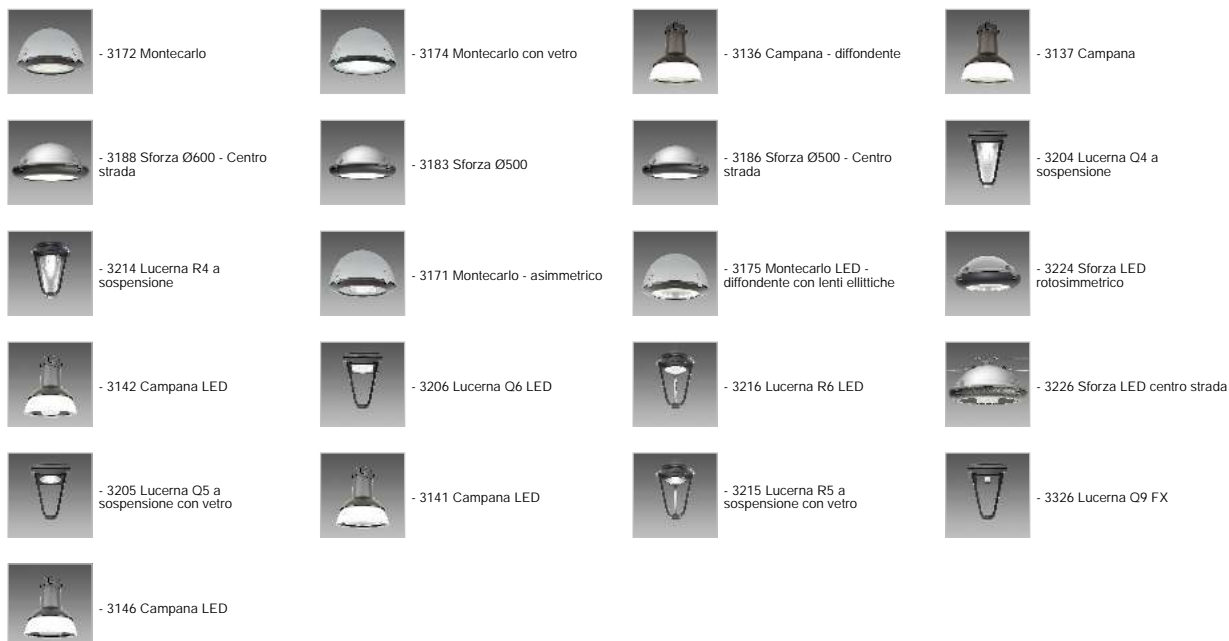 - 3172 Montecarlo
- 3174 Montecarlo con vetro
- 3136 Campana - diffondente
- 3137 Campana
- 3188 Sforza Ø600 - Centro
strada
- 3183 Sforza Ø500
- 3186 Sforza Ø500 - Centro
strada
- 3204 Lucerna Q4 a
sospensione
- 3214 Lucerna R4 a
sospensione
- 3171 Montecarlo - asimmetrico
- 3175 Montecarlo LED -
diffondente con lenti ellittiche
- 3224 Sforza LED
rotosimmetrico
- 3142 Campana LED
- 3206 Lucerna Q6 LED
- 3216 Lucerna R6 LED
- 3226 Sforza LED centro strada
- 3205 Lucerna Q5 a
sospensione con vetro
- 3141 Campana LED
- 3215 Lucerna R5 a
sospensione con vetro
- 3326 Lucerna Q9 FX
- 3146 Campana LED